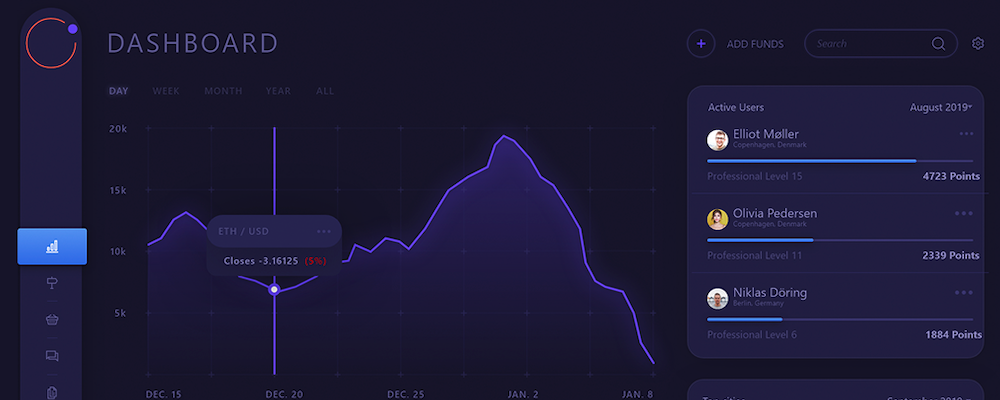 DASHBOARD
ADD FUNDS
Search
DAY WEEK MONTH YEAR ALL
20k
15k
10k
5k
ETH / USD
Closes -3.16125 (5%)
DEC. 15 DEC. 20 DEC. 25 JAN. 2 JAN. 8
Active Users August 2019
Elliot Møller
Copenhagen, Denmark
Professional Level 15 4723 Points
Olivia Pedersen
Copenhagen, Denmark
Professional Level 11 2339 Points
Niklas Döring
Berlin, Germany
Professional Level 6 1884 Points